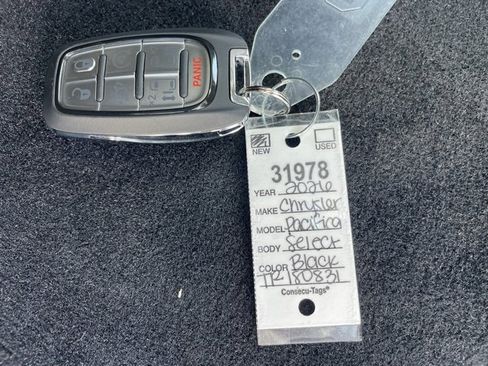 PANIC
NEW USED
31978
YEAR 2026
MAKE Chrysler
MODEL Pacifica
BODY Select
COLOR Black
TR180831
Consecu-Tags®